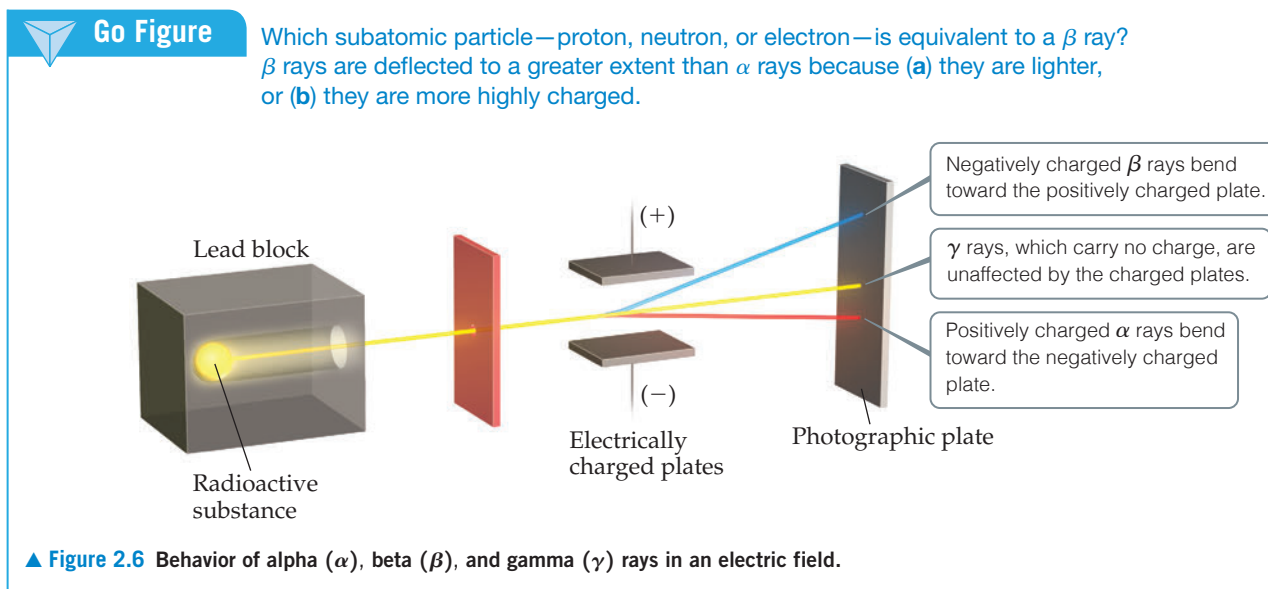 Go Figure
Which subatomic particle—proton, neutron, or electron—is equivalent to a β ray?
β rays are deflected to a greater extent than α rays because (a) they are lighter,
or (b) they are more highly charged.
Lead block
Radioactive
substance
(+)
(−)
Electrically
charged plates
Photographic plate
Negatively charged β rays bend
toward the positively charged plate.
γ rays, which carry no charge, are
unaffected by the charged plates.
Positively charged α rays bend
toward the negatively charged
plate.
▲ Figure 2.6 Behavior of alpha (α), beta (β), and gamma (γ) rays in an electric field.